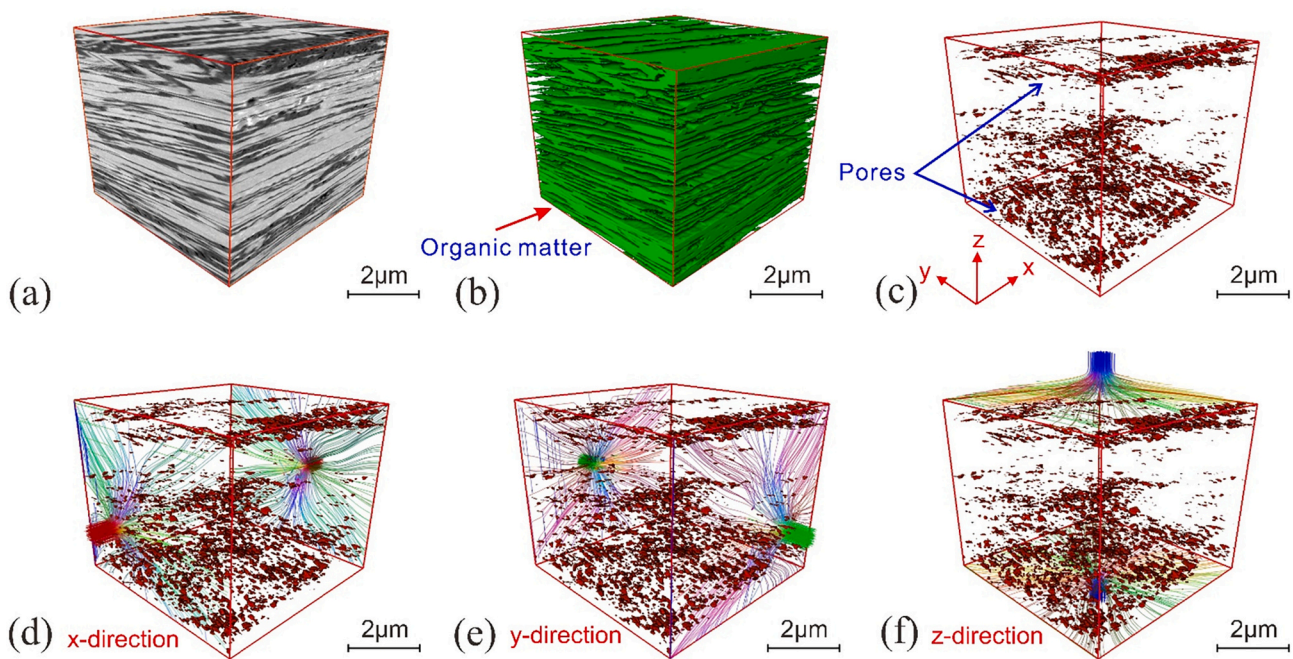 Pores
Organic matter
z
y
x
(a)
2μm
(b)
2μm
(c)
2μm
(d)
x-direction
2μm
(e)
y-direction
2μm
(f)
z-direction
2μm